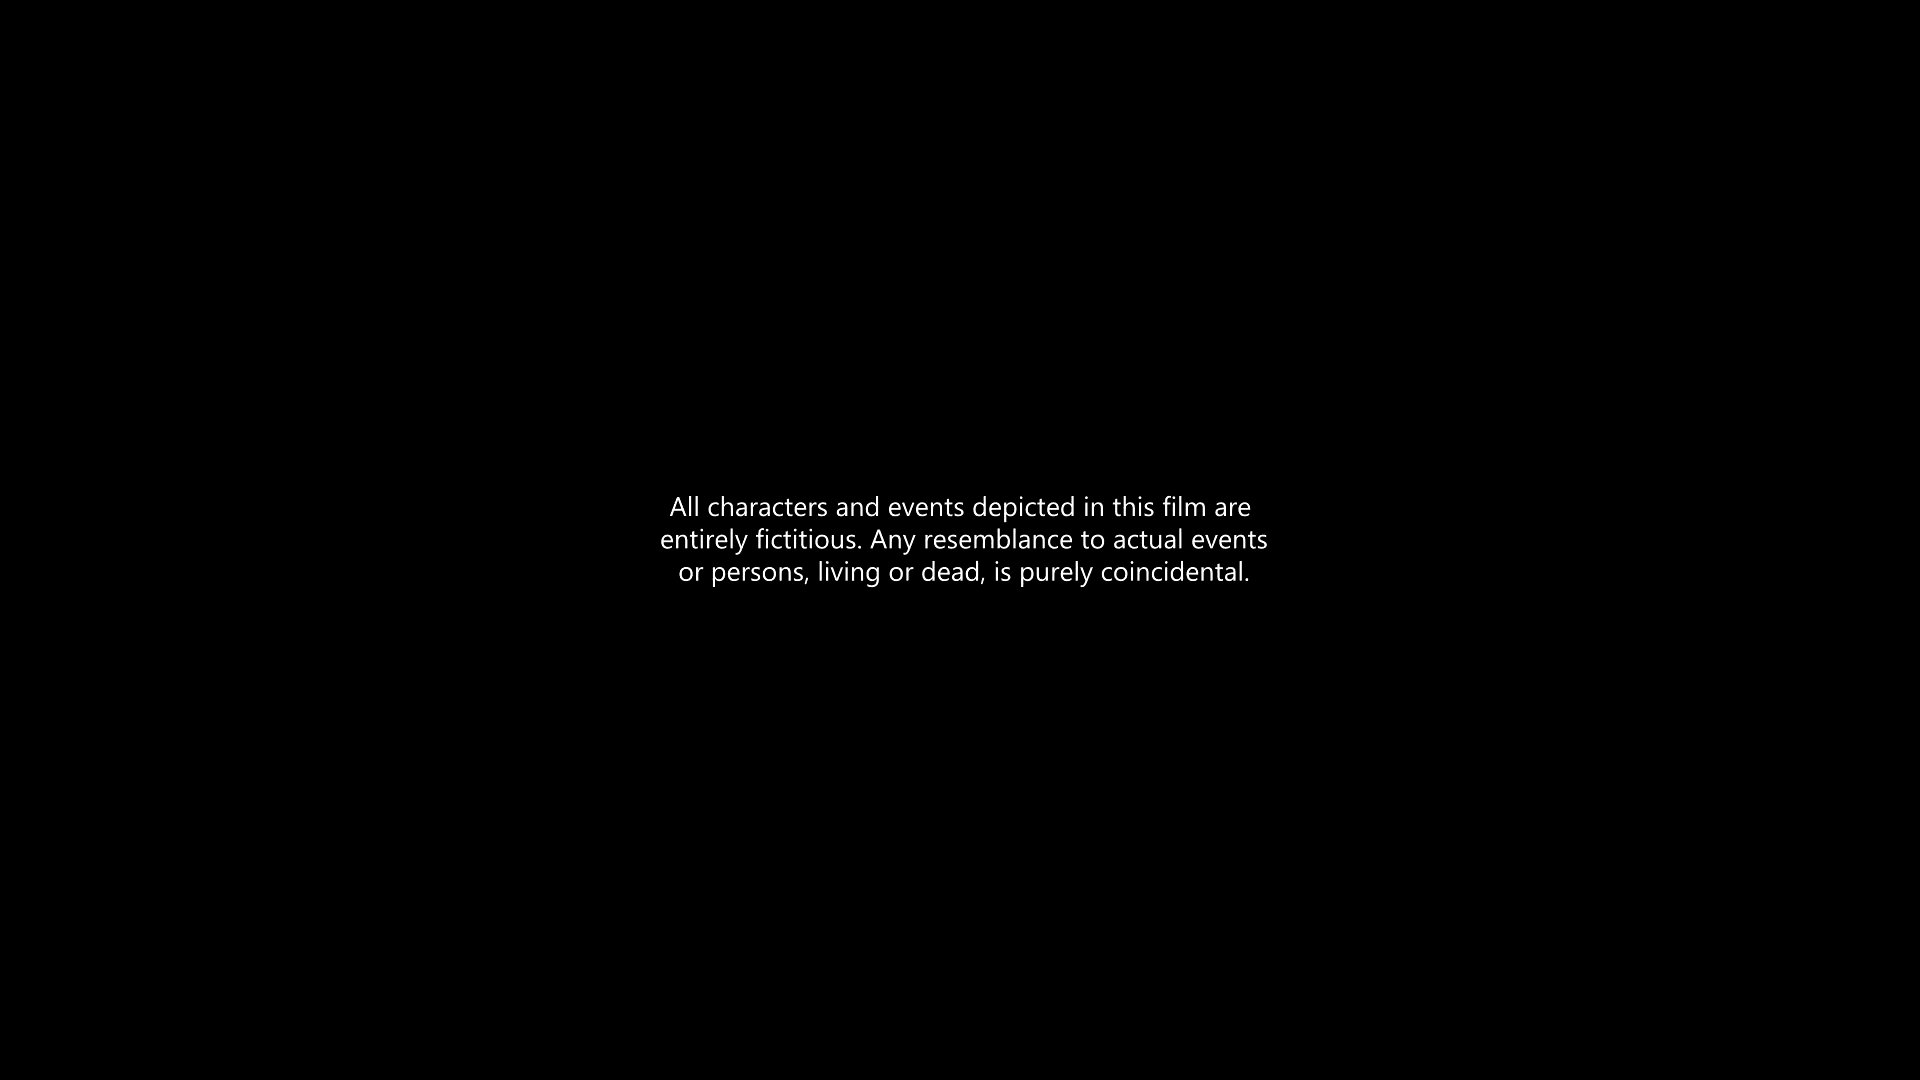 All characters and events depicted in this film are
entirely fictitious. Any resemblance to actual events
or persons, living or dead, is purely coincidental.